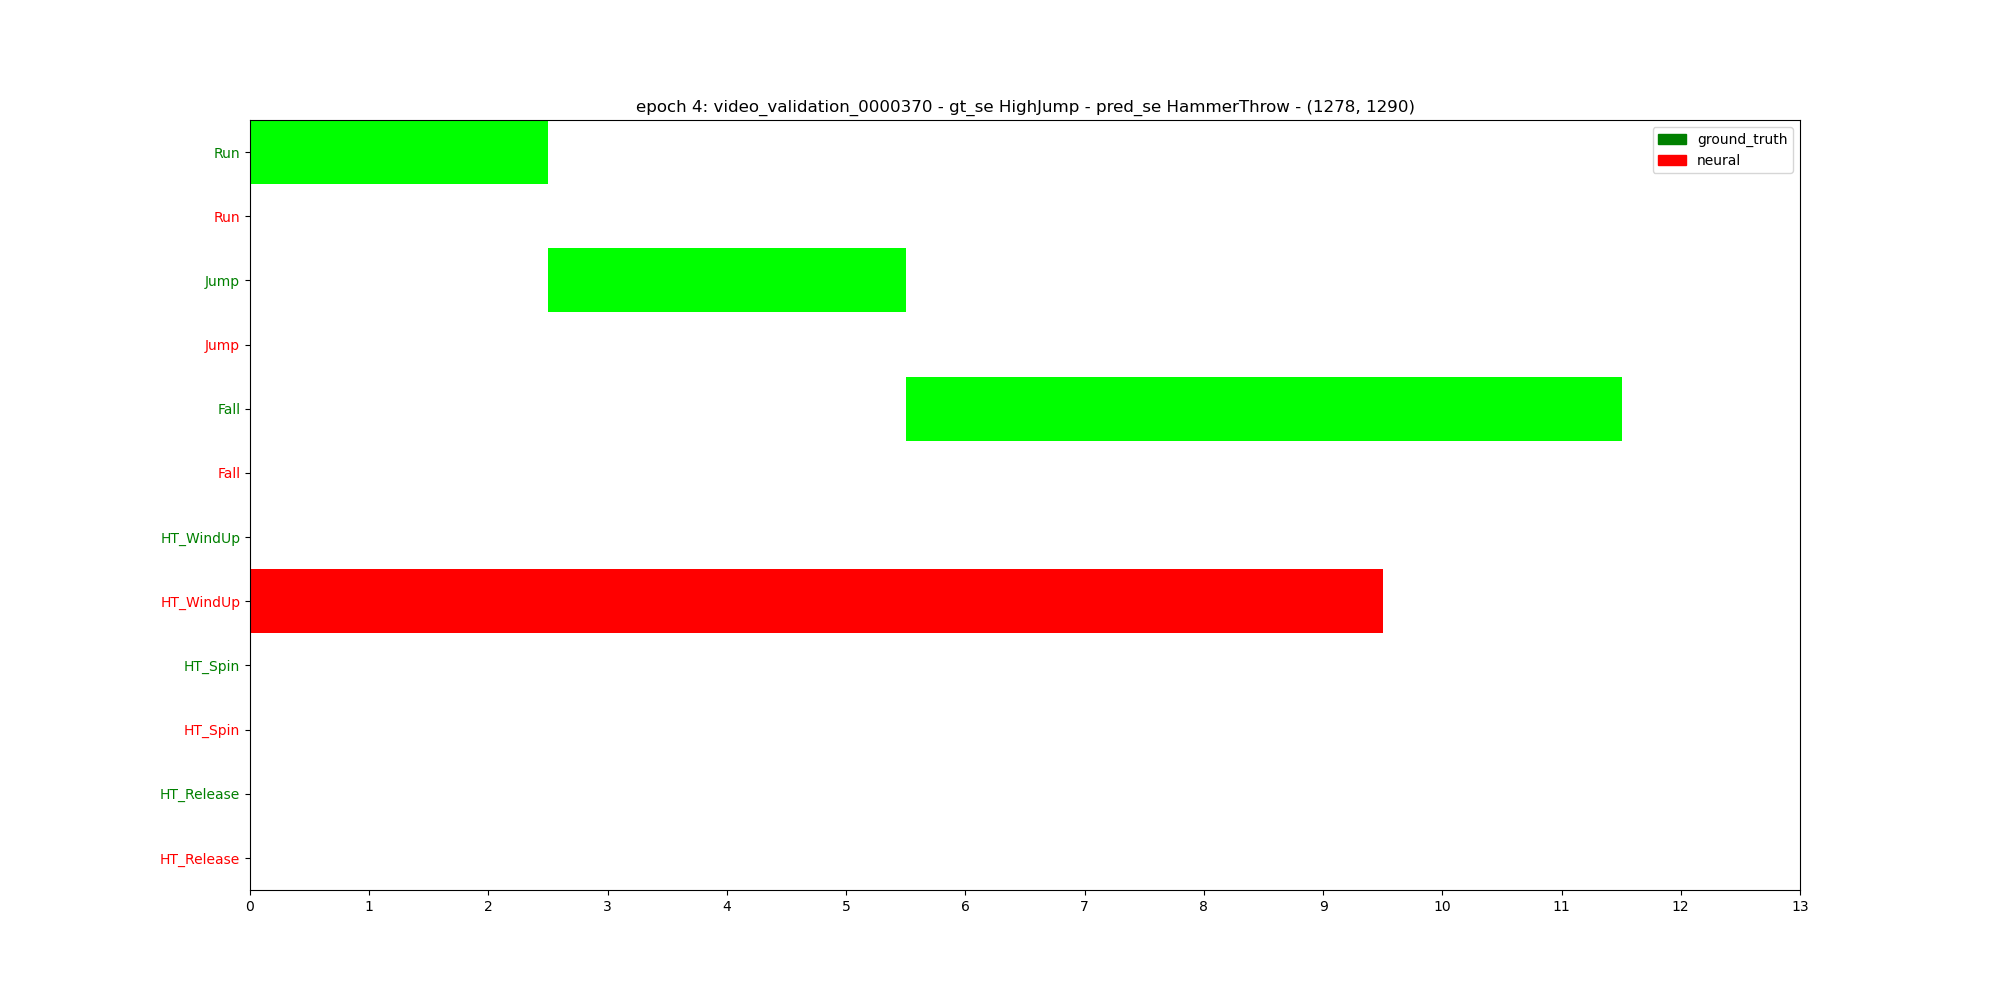 epoch 4: video_validation_0000370 - gt_se HighJump - pred_se HammerThrow - (1278, 1290)
ground_truth
neural
Run
Run
Jump
Jump
Fall
Fall
HT_WindUp
HT_WindUp
HT_Spin
HT_Spin
HT_Release
HT_Release
0 1 2 3 4 5 6 7 8 9 10 11 12 13